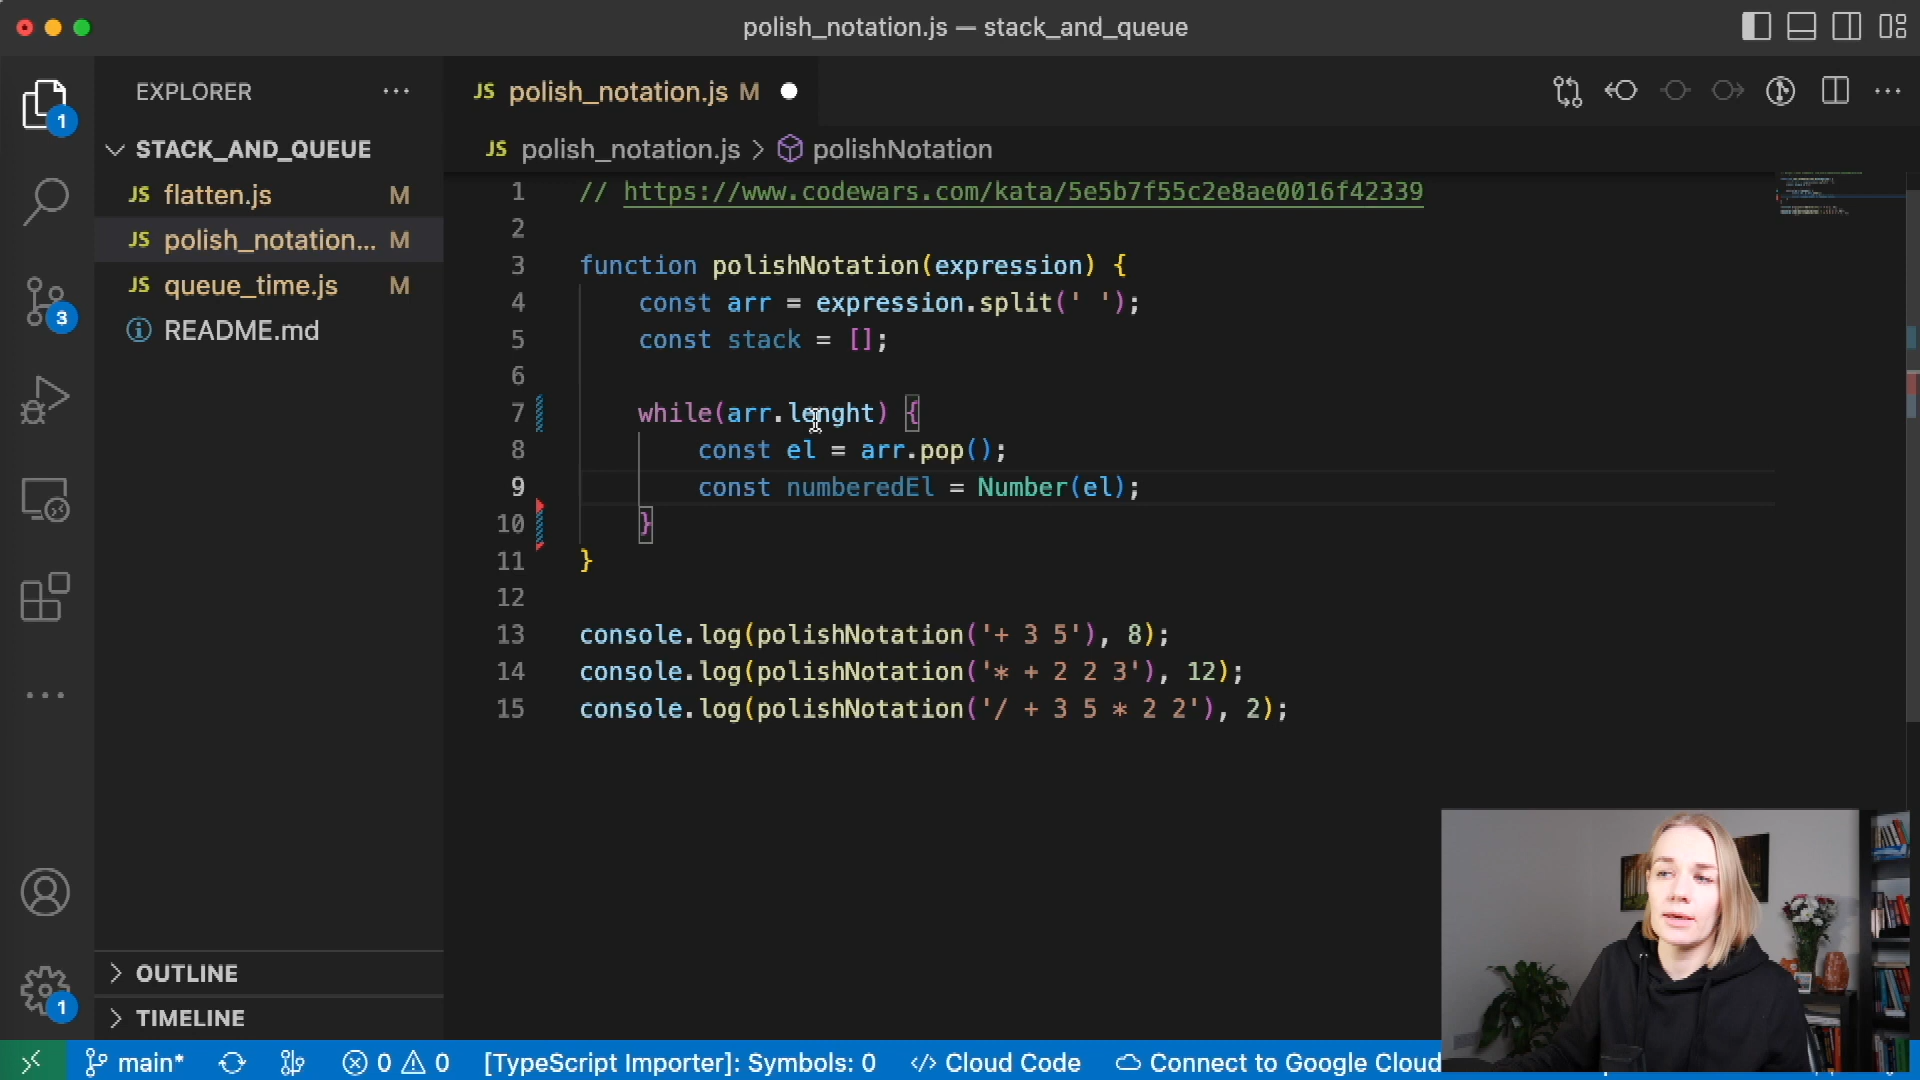 polish_notation.js — stack_and_queue
EXPLORER
STACK_AND_QUEUE
JS flatten.js M
JS polish_notation... M
JS queue_time.js M
README.md
OUTLINE
TIMELINE
1
3
1
JS polish_notation.js M
JS polish_notation.js > polishNotation
1 // https://www.codewars.com/kata/5e5b7f55c2e8ae0016f42339
2
3 function polishNotation(expression) {
4 const arr = expression.split(' ');
5 const stack = [];
6
7 while(arr.lenght) {
8 const el = arr.pop();
9 const numberedEl = Number(el);
10 }
11 }
12
13 console.log(polishNotation('+ 3 5'), 8);
14 console.log(polishNotation('* + 2 2 3'), 12);
15 console.log(polishNotation('/ + 3 5 * 2 2'), 2);
main* 0 0 [TypeScript Importer]: Symbols: 0 </> Cloud Code Connect to Google Cloud